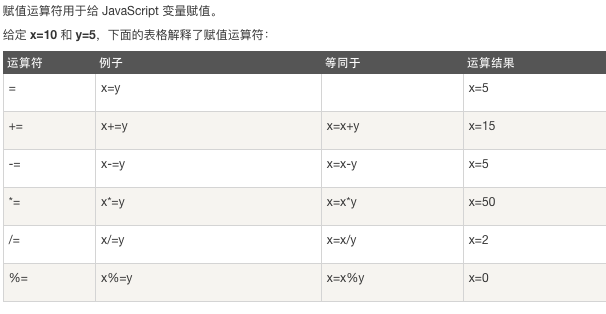 赋值运算符用于给 JavaScript 变量赋值。
给定 x=10 和 y=5，下面的表格解释了赋值运算符：
运算符 例子 等同于 运算结果
= x=y x=5
+= x+=y x=x+y x=15
-= x-=y x=x-y x=5
*= x*=y x=x*y x=50
/= x/=y x=x/y x=2
%= x%=y x=x%y x=0